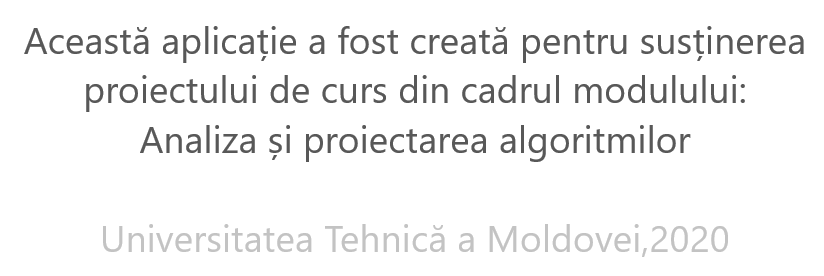 Această aplicație a fost creată pentru susținerea
proiectului de curs din cadrul modulului:
Analiza și proiectarea algoritmilor
Universitatea Tehnică a Moldovei,2020